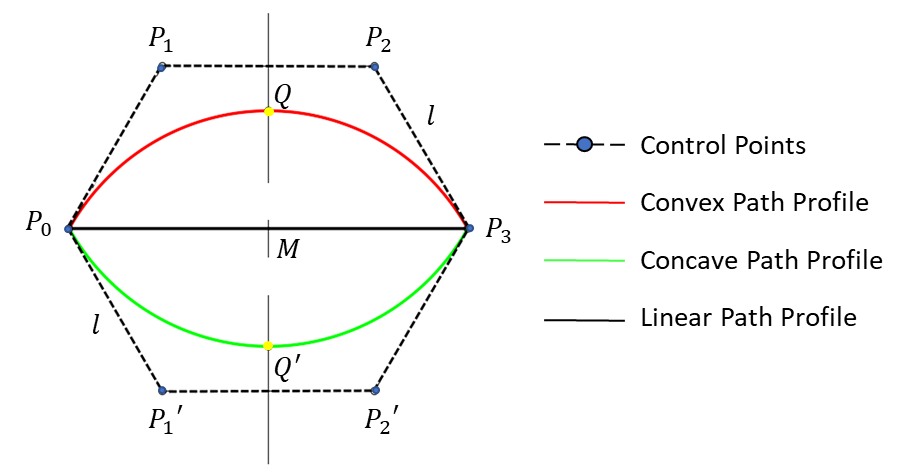 P₁
P₂
Q
l
P₀
M
P₃
l
Q′
P₁′
P₂′
Control Points
Convex Path Profile
Concave Path Profile
Linear Path Profile